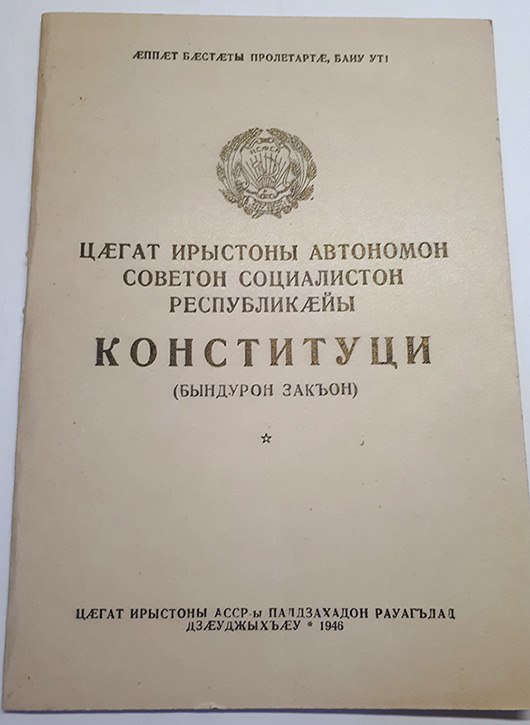 ÆППÆТ БÆСТÆТЫ ПРОЛЕТАРТÆ, БАИУ УТ!
ЦÆГАТ ИРЫСТОНЫ АВТОНОМОН
СОВЕТОН СОЦИАЛИСТОН
РЕСПУБЛИКÆЙЫ
КОНСТИТУЦИ
(БЫНДУРОН ЗАКЪОН)
ЦÆГАТ ИРЫСТОНЫ АССР-ы ПАДДЗАХАДОН РАУАГЪДАД
ДЗÆУДЖЫХЪÆУ * 1946